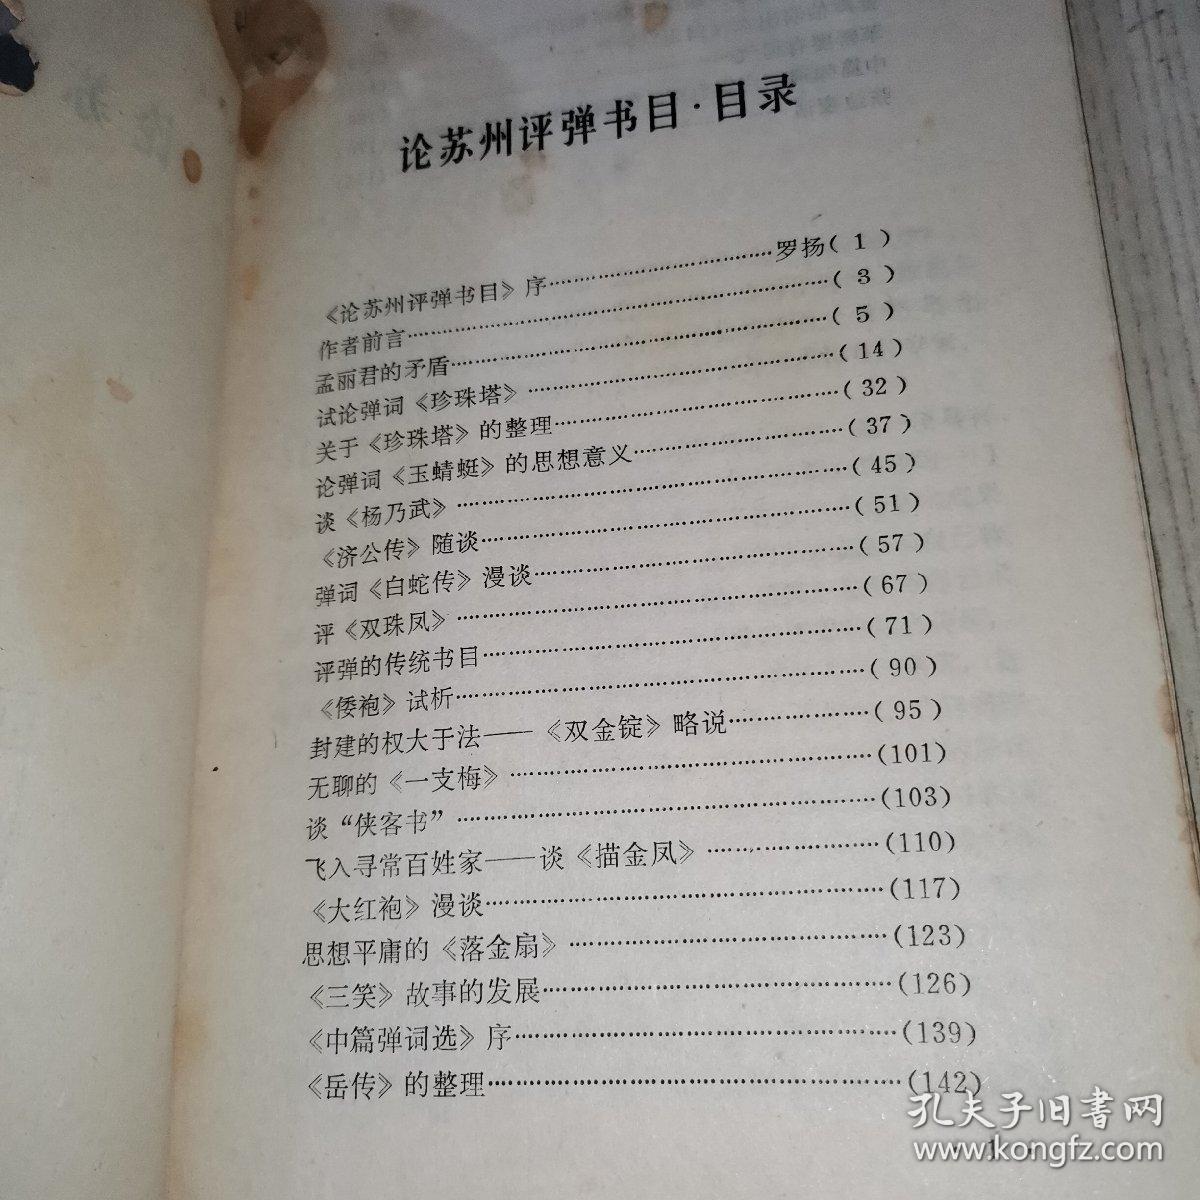 论苏州评弹书目·目录
《论苏州评弹书目》序…………………………罗扬（1）
作者前言……………………………………………（3）
孟丽君的矛盾………………………………………（5）
试论弹词《珍珠塔》………………………………（14）
关于《珍珠塔》的整理……………………………（32）
论弹词《玉蜻蜓》的思想意义……………………（37）
谈《杨乃武》………………………………………（45）
《济公传》随谈……………………………………（51）
弹词《白蛇传》漫谈………………………………（57）
评《双珠凤》………………………………………（67）
评弹的传统书目……………………………………（71）
《倭袍》试析………………………………………（90）
封建的权大于法——《双金锭》略说……………（95）
无聊的《一支梅》…………………………………（101）
谈“侠客书”………………………………………（103）
飞入寻常百姓家——谈《描金凤》………………（110）
《大红袍》漫谈……………………………………（117）
思想平庸的《落金扇》……………………………（123）
《三笑》故事的发展………………………………（126）
《中篇弹词选》序…………………………………（139）
《岳传》的整理……………………………………（142）
孔夫子旧书网
www.kongfz.com